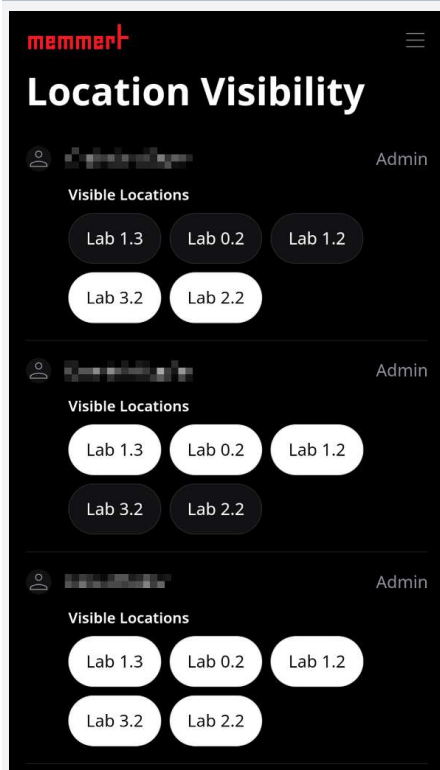 memmert
Location Visibility
Admin
Visible Locations
Lab 1.3 Lab 0.2 Lab 1.2
Lab 3.2 Lab 2.2
Admin
Visible Locations
Lab 1.3 Lab 0.2 Lab 1.2
Lab 3.2 Lab 2.2
Admin
Visible Locations
Lab 1.3 Lab 0.2 Lab 1.2
Lab 3.2 Lab 2.2